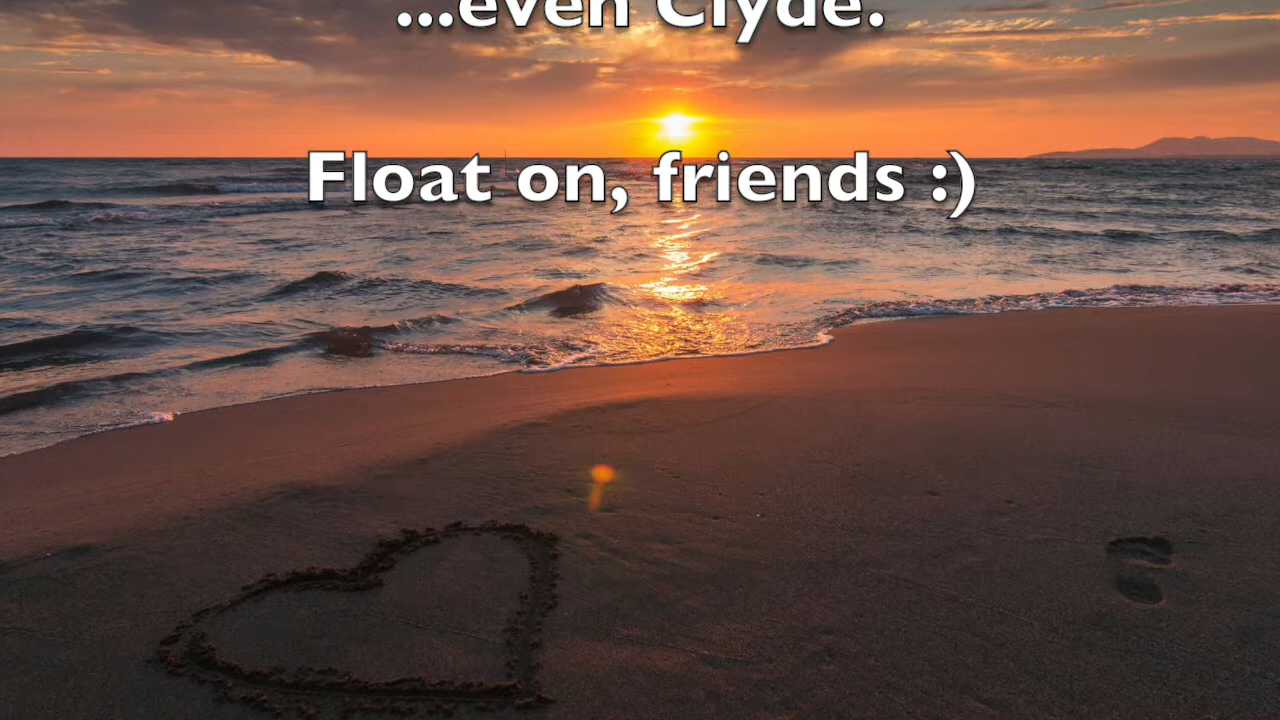 ...even Clyde.
Float on, friends :)